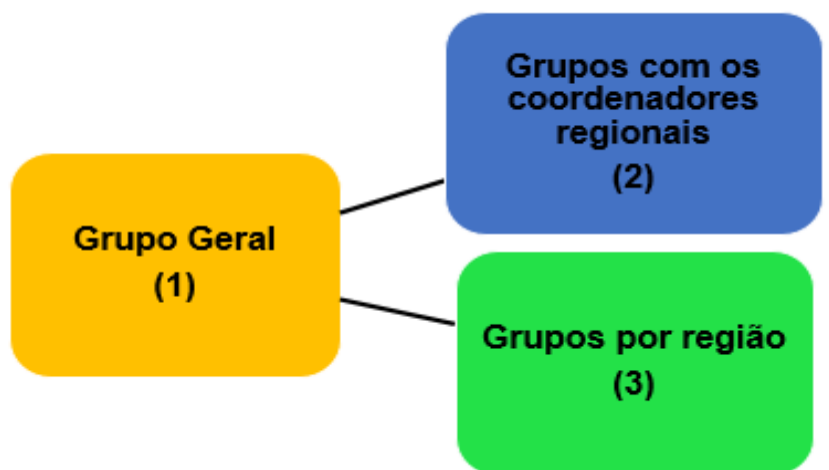 Grupo Geral
(1)
Grupos com os
coordenadores
regionais
(2)
Grupos por região
(3)